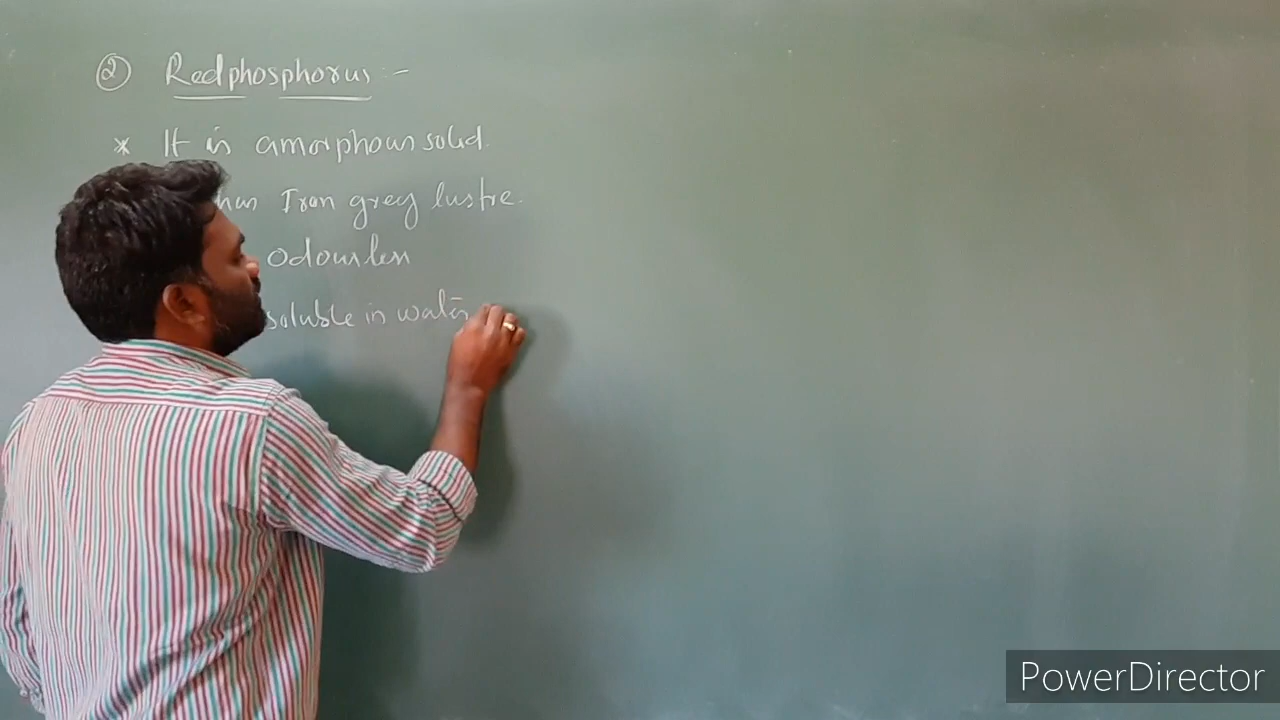 ② Redphosphorus :-
* It is amorphous solid.
has Iron grey lustre.
Odourless
soluble in water
PowerDirector